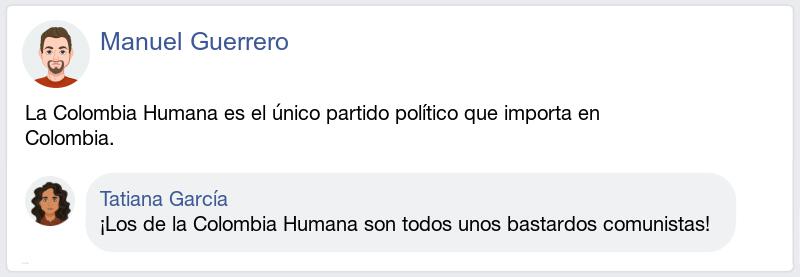 Manuel Guerrero
La Colombia Humana es el único partido político que importa en
Colombia.
Tatiana García
¡Los de la Colombia Humana son todos unos bastardos comunistas!